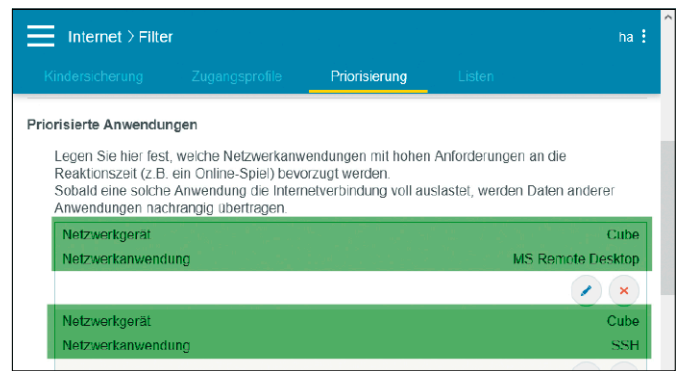 Internet > Filter
ha
Kindersicherung Zugangsprofile Priorisierung Listen
Priorisierte Anwendungen
Legen Sie hier fest, welche Netzwerkanwendungen mit hohen Anforderungen an die
Reaktionszeit (z.B. ein Online-Spiel) bevorzugt werden.
Sobald eine solche Anwendung die Internetverbindung voll auslastet, werden Daten anderer
Anwendungen nachrangig übertragen.
Netzwerkgerät Cube
Netzwerkanwendung MS Remote Desktop
Netzwerkgerät Cube
Netzwerkanwendung SSH